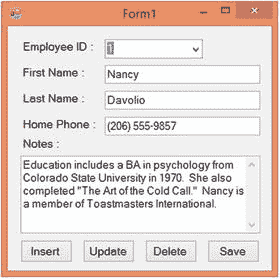 Form1
Employee ID : 1
First Name : Nancy
Last Name : Davolio
Home Phone : (206) 555-9857
Notes :
Education includes a BA in psychology from
Colorado State University in 1970. She also
completed "The Art of the Cold Call." Nancy is
a member of Toastmasters International.
Insert Update Delete Save